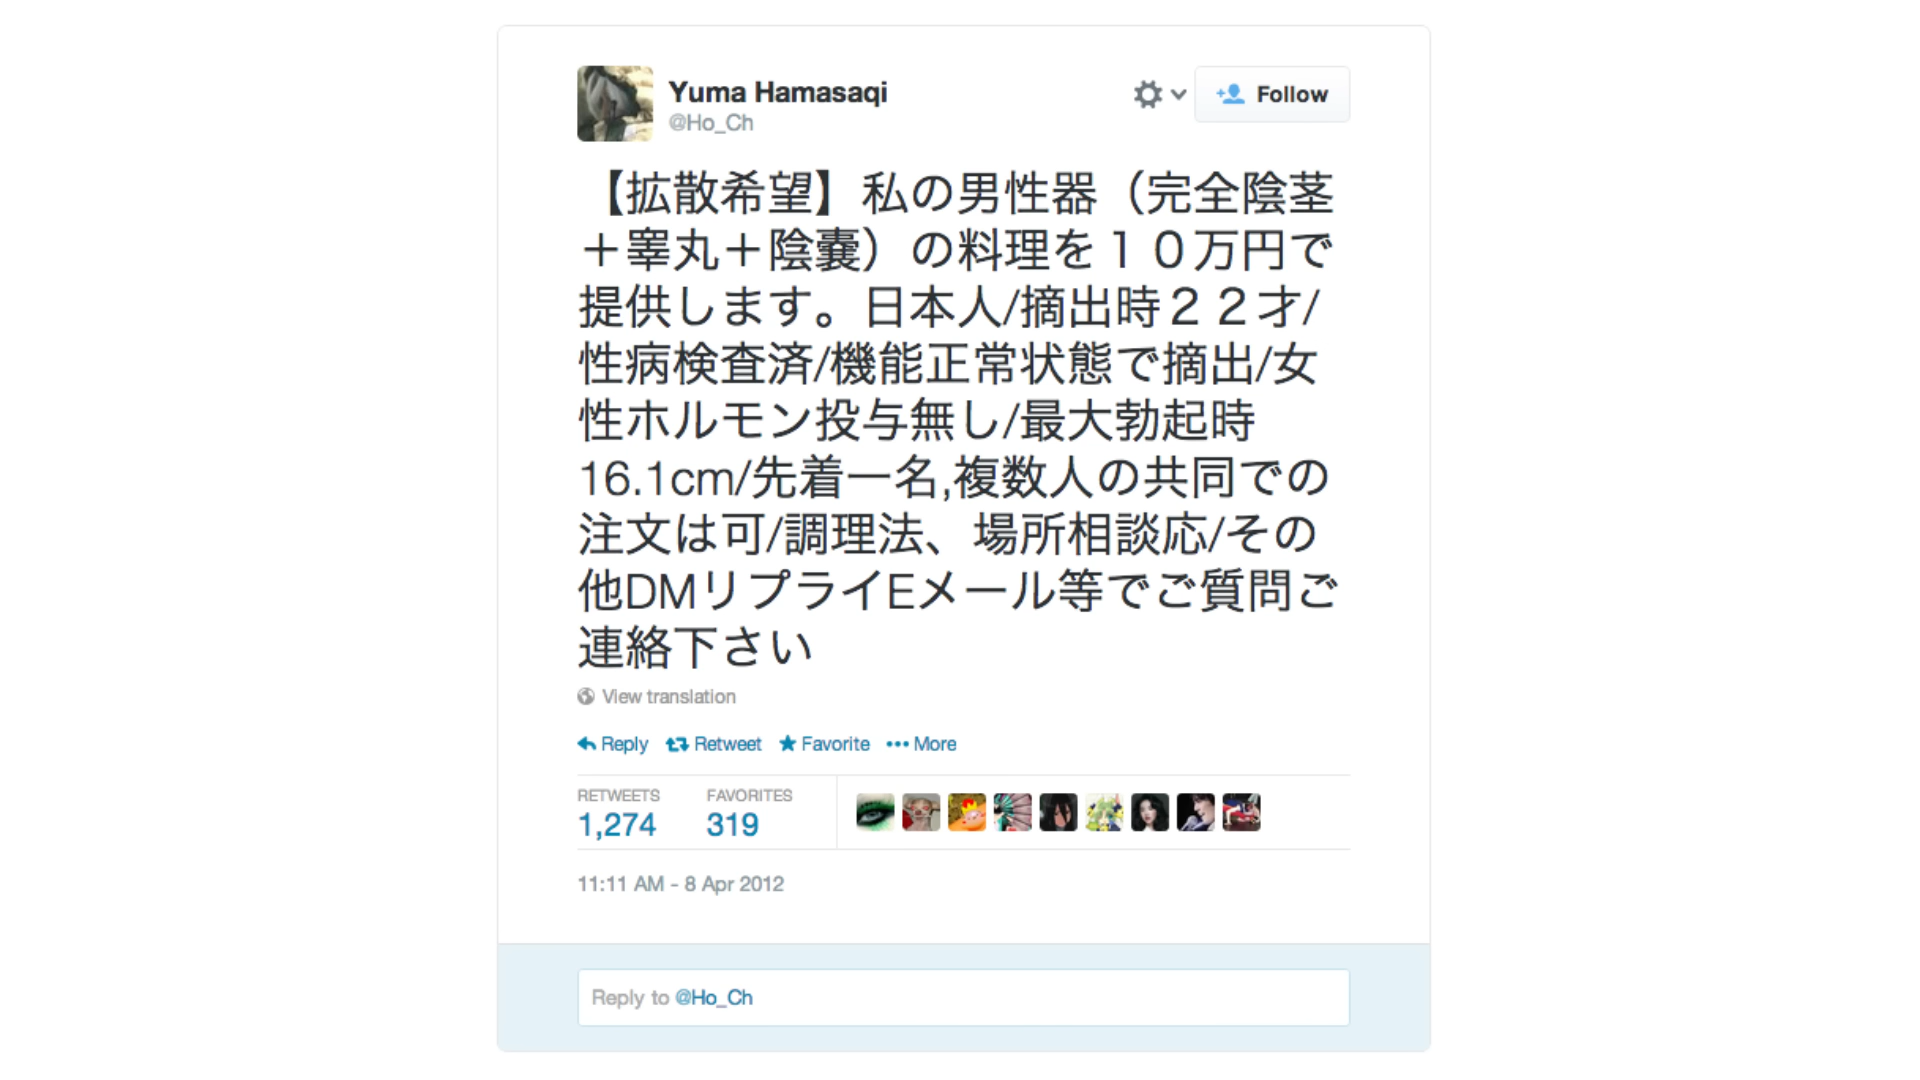 Yuma Hamasaqi
@Ho_Ch
Follow
【拡散希望】私の男性器（完全陰茎
＋睾丸＋陰嚢）の料理を１０万円で
提供します。日本人/摘出時２２才/
性病検査済/機能正常状態で摘出/女
性ホルモン投与無し/最大勃起時
16.1cm/先着一名,複数人の共同での
注文は可/調理法、場所相談応/その
他DMリプライEメール等でご質問ご
連絡下さい
View translation
Reply Retweet Favorite More
RETWEETS FAVORITES
1,274 319
11:11 AM - 8 Apr 2012
Reply to @Ho_Ch